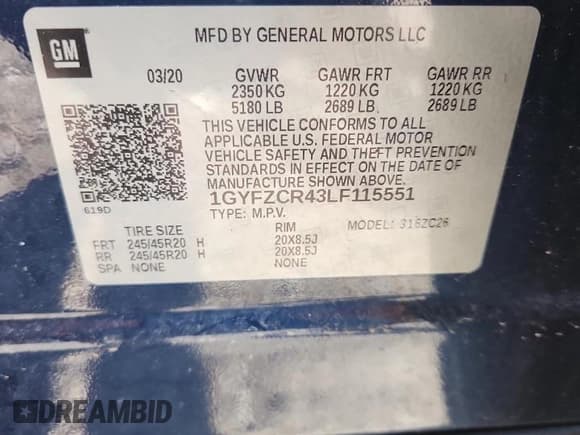 GM
MFD BY GENERAL MOTORS LLC
03/20 GVWR GAWR FRT GAWR RR
2350 KG 1220 KG 1220 KG
5180 LB 2689 LB 2689 LB
THIS VEHICLE CONFORMS TO ALL
APPLICABLE U.S. FEDERAL MOTOR
VEHICLE SAFETY AND THEFT PREVENTION
STANDARDS IN EFFECT ON THE DATE OF
MANUFACTURE SHOWN ABOVE.
1GYFZCR43LF115551
619D
TYPE: M.P.V. MODEL:
TIRE SIZE RIM
FRT 245/45R20 H 20X8.5J
RR 245/45R20 H 20X8.5J
SPA NONE NONE
DREAMBID